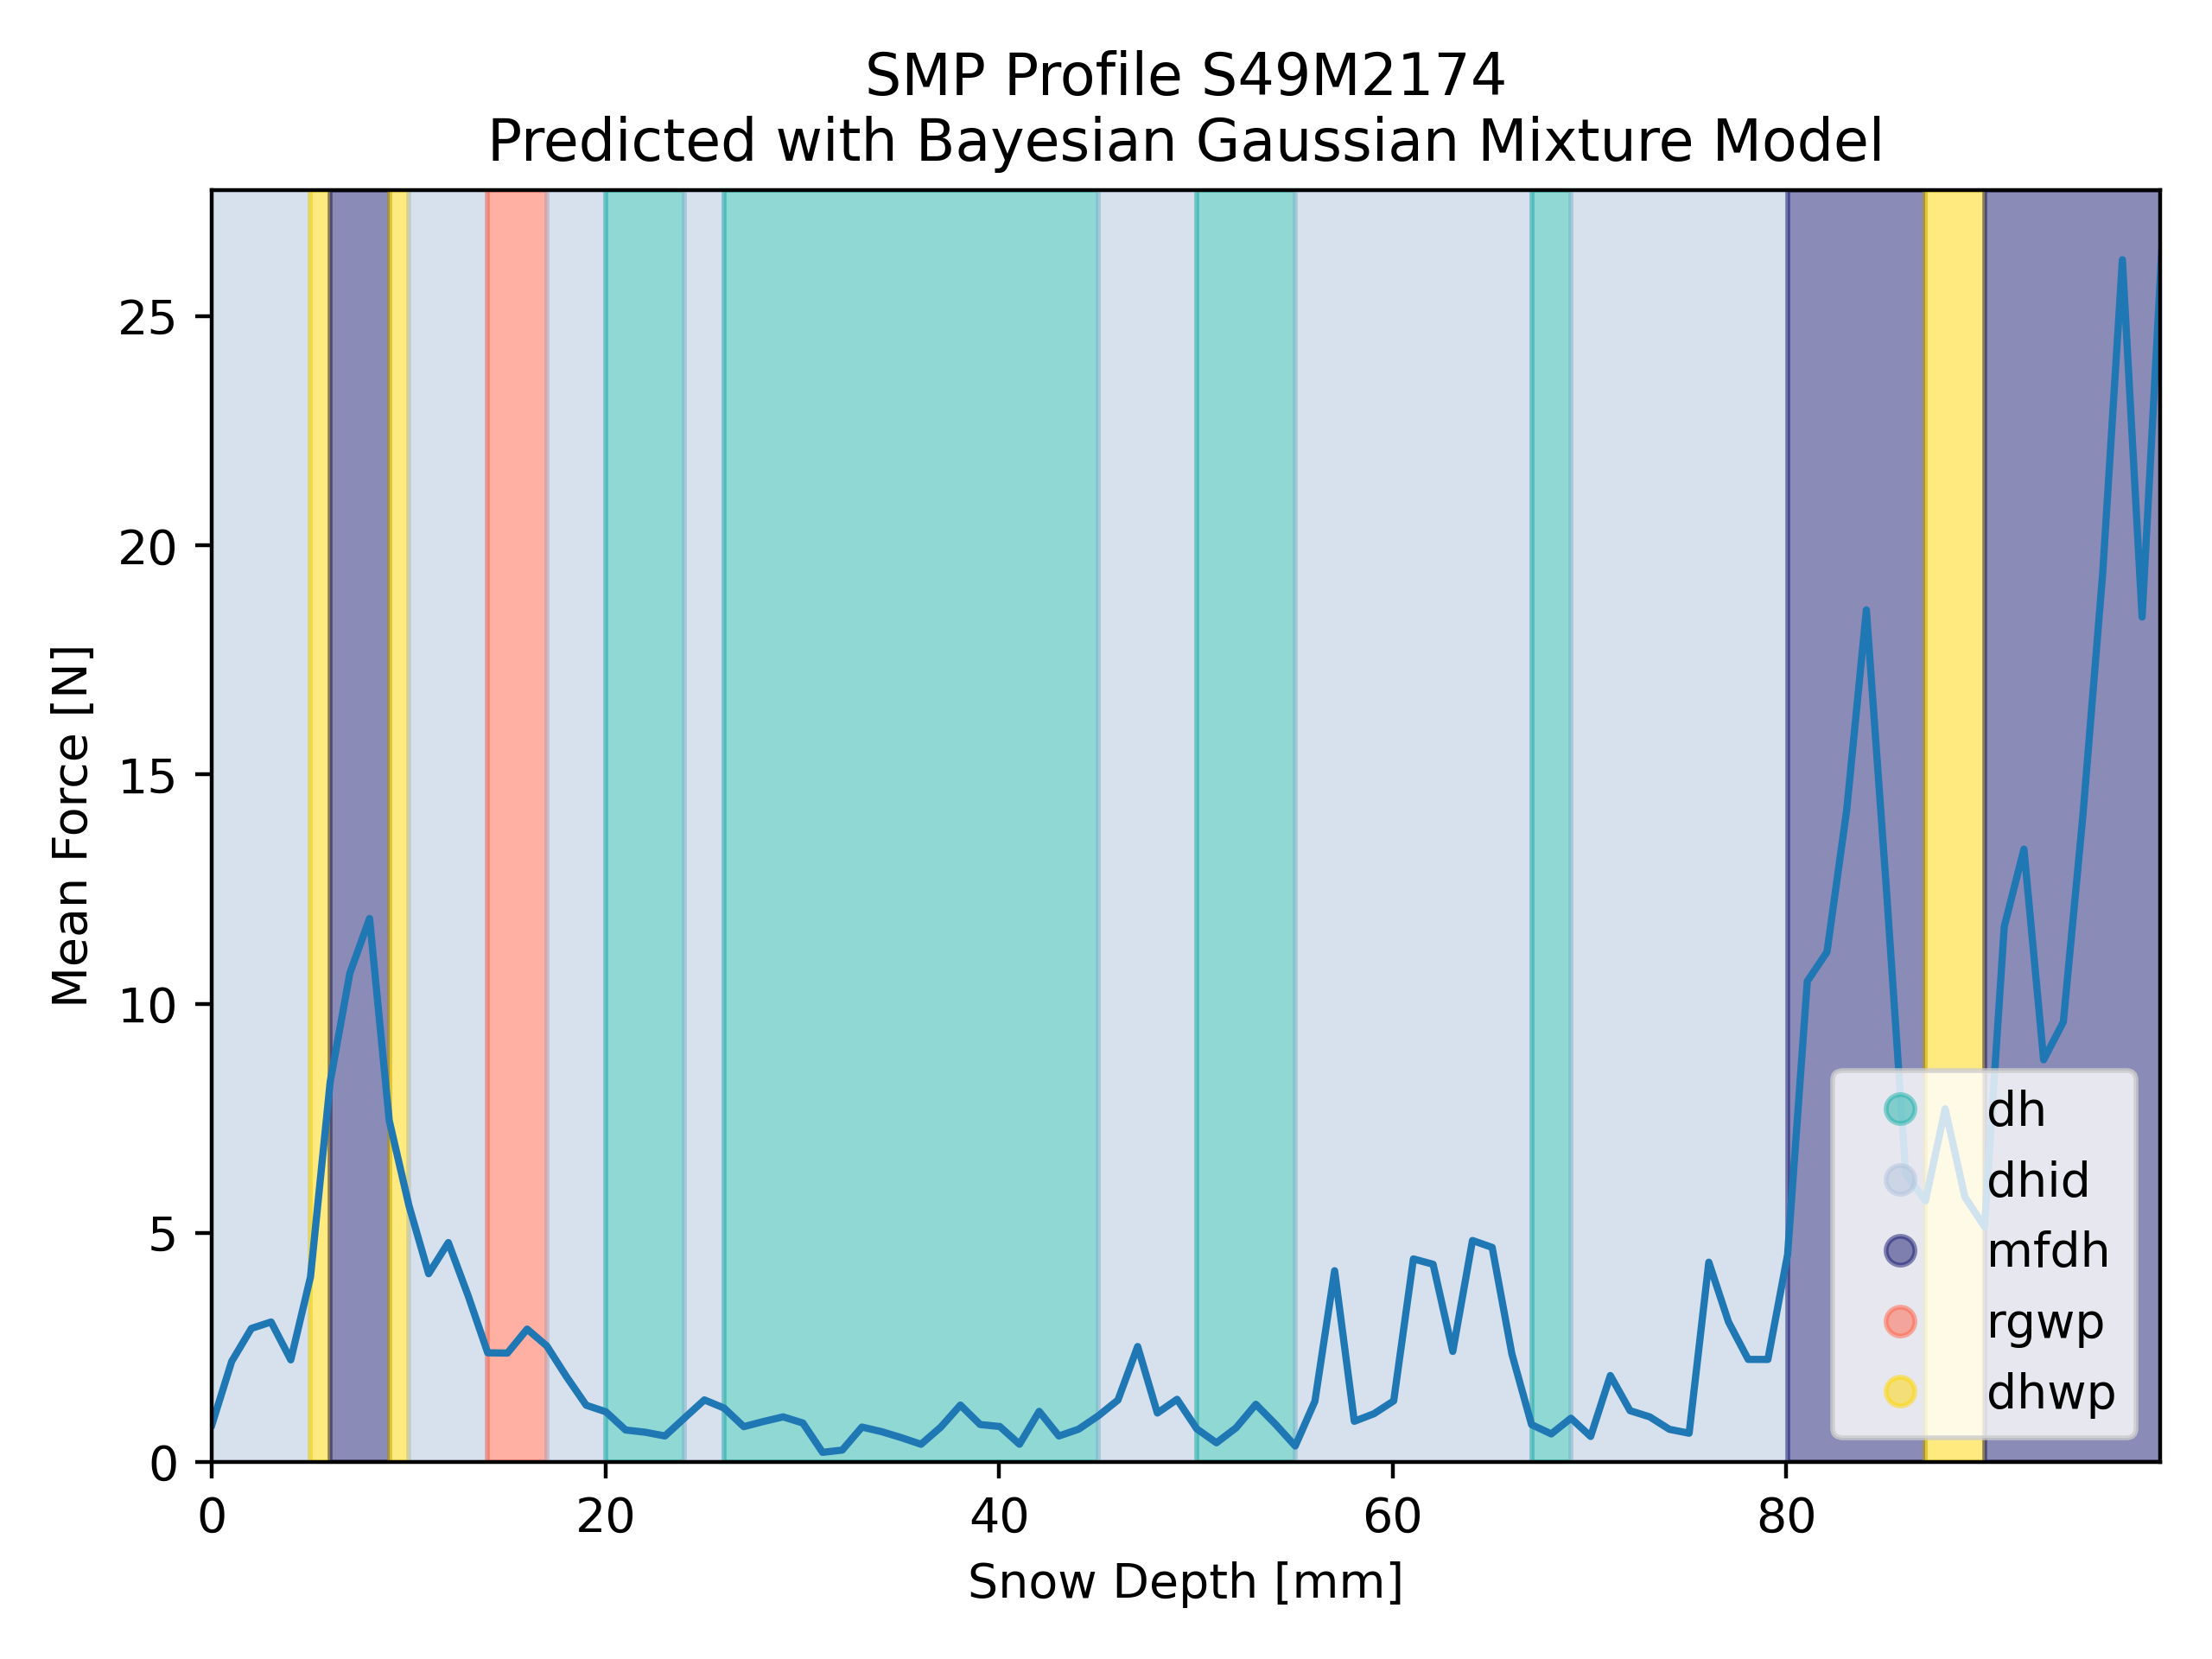 SMP Profile S49M2174
Predicted with Bayesian Gaussian Mixture Model
Mean Force [N]
25
20
15
10
5
0
0 20 40 60 80
Snow Depth [mm]
dh
dhid
mfdh
rgwp
dhwp